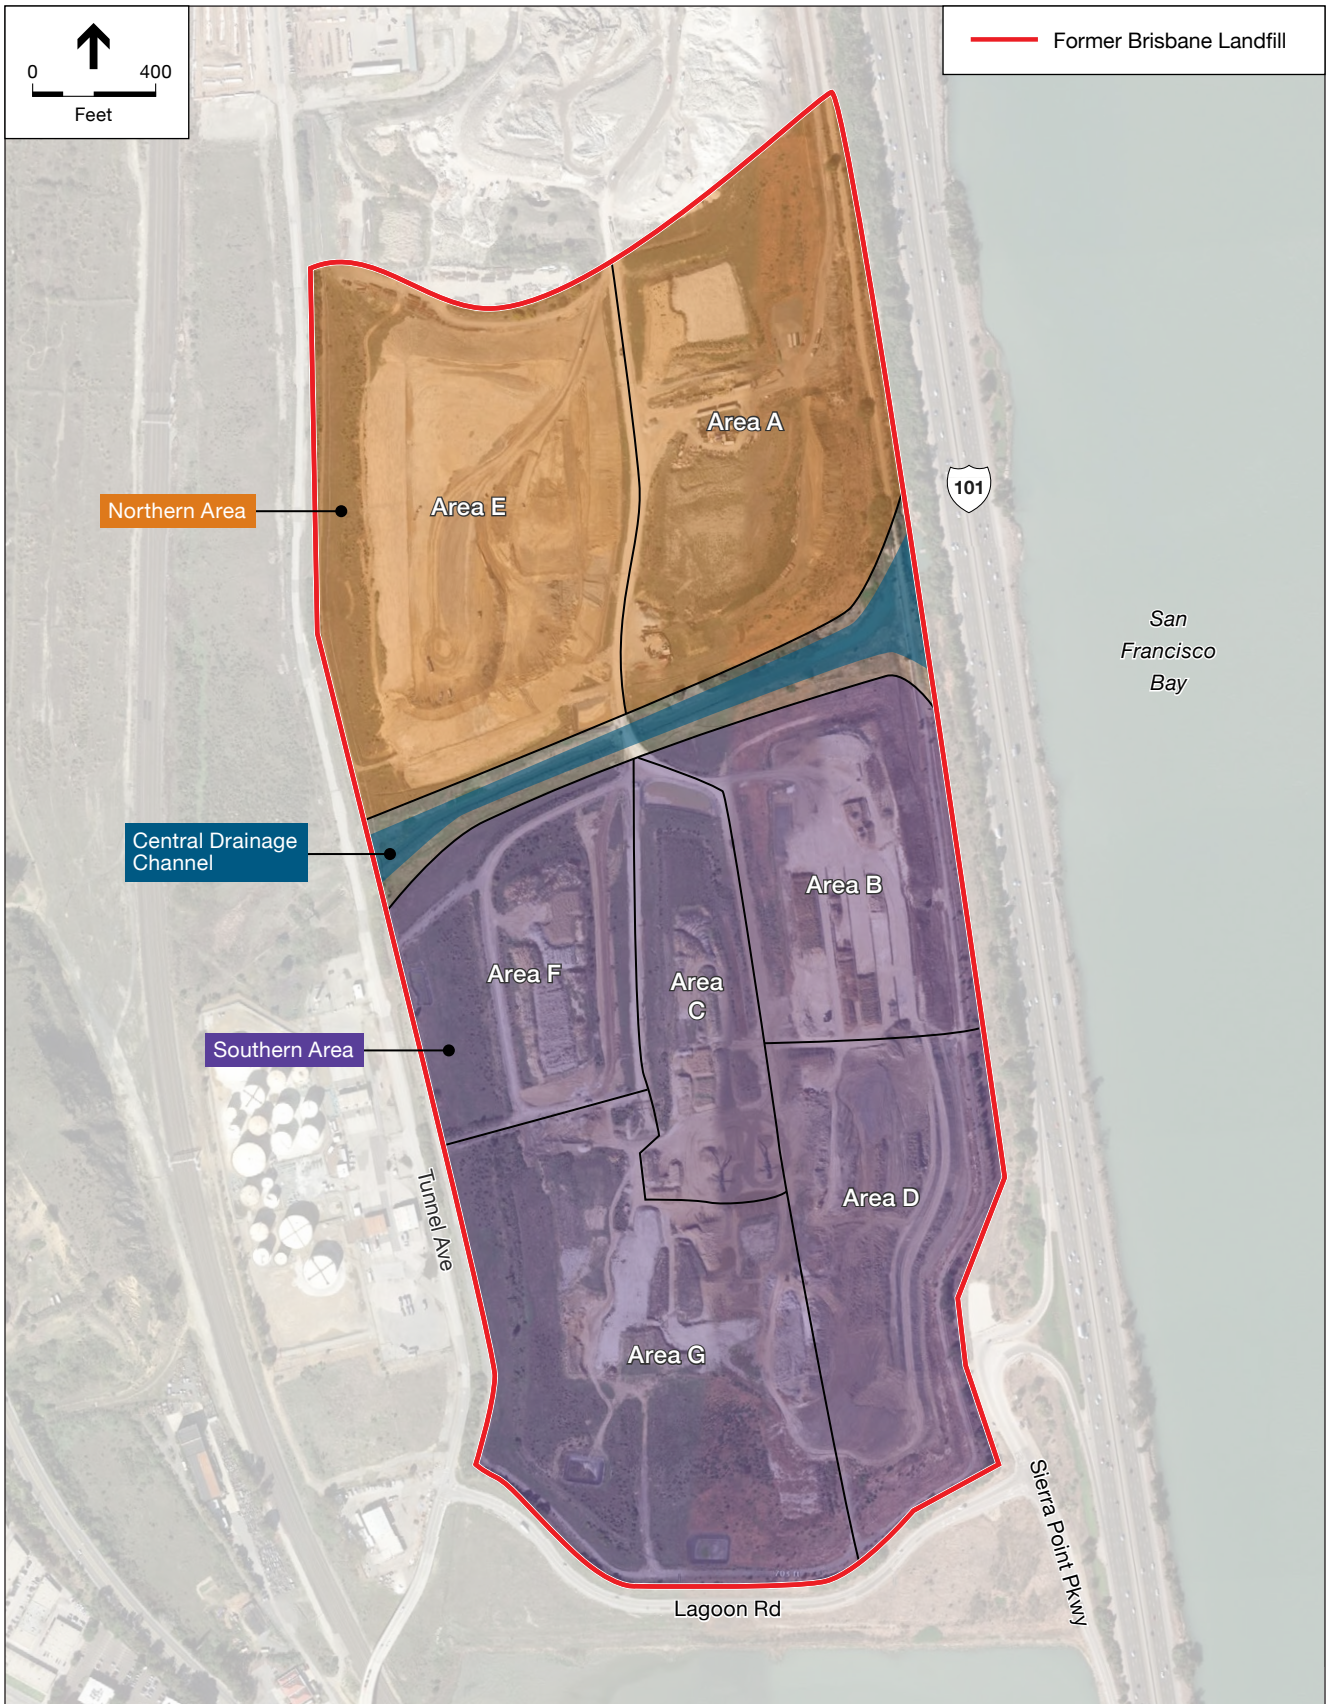 0 400
Feet
Former Brisbane Landfill
Area A
101
Northern Area
Area E
San
Francisco
Bay
Central Drainage
Channel
Area B
Area F
Area
C
Southern Area
Tunnel Ave
Area D
Area G
Sierra Point Pkwy
Lagoon Rd